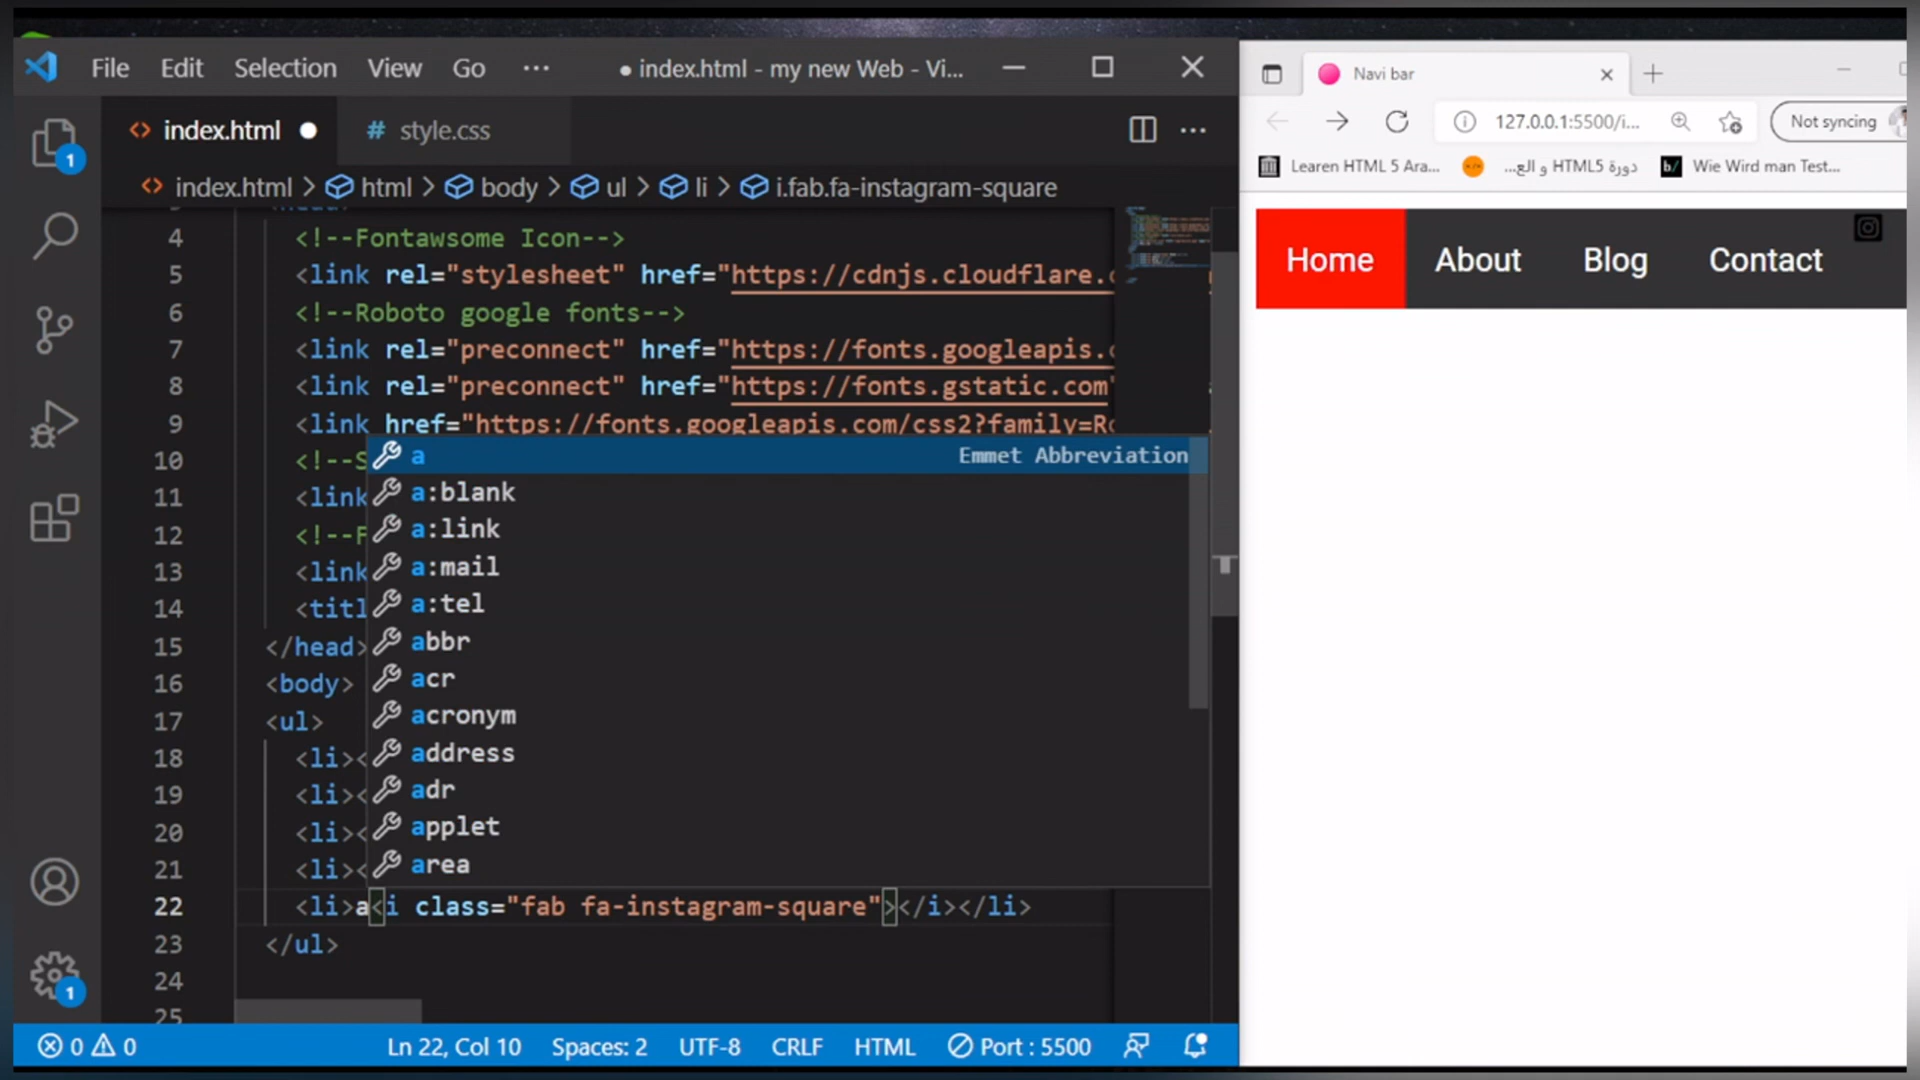 File Edit Selection View Go ··· ● index.html - my new Web - Vi...
index.html style.css
index.html > html > body > ul > li > i.fab.fa-instagram-square
4 <!--Fontawsome Icon-->
5 <link rel="stylesheet" href="https://cdnjs.cloudflare.
6 <!--Roboto google fonts-->
7 <link rel="preconnect" href="https://fonts.googleapis.
8 <link rel="preconnect" href="https://fonts.gstatic.com"
9 <link href="https://fonts.googleapis.com/css2?family=Ro
10 <!--S
11 <link
12 <!--F
13 <link
14 <titl
15 </head>
16 <body>
17 <ul>
18 <li><
19 <li><
20 <li><
21 <li><
22 <li>a<i class="fab fa-instagram-square"></i></li>
23 </ul>
24
25
a Emmet Abbreviation
a:blank
a:link
a:mail
a:tel
abbr
acr
acronym
address
adr
applet
area
1
1
0 0 Ln 22, Col 10 Spaces: 2 UTF-8 CRLF HTML Port : 5500
Navi bar
127.0.0.1:5500/i... Not syncing
Learen HTML 5 Ara... دورة HTML5 و الع... b/ Wie Wird man Test...
Home About Blog Contact